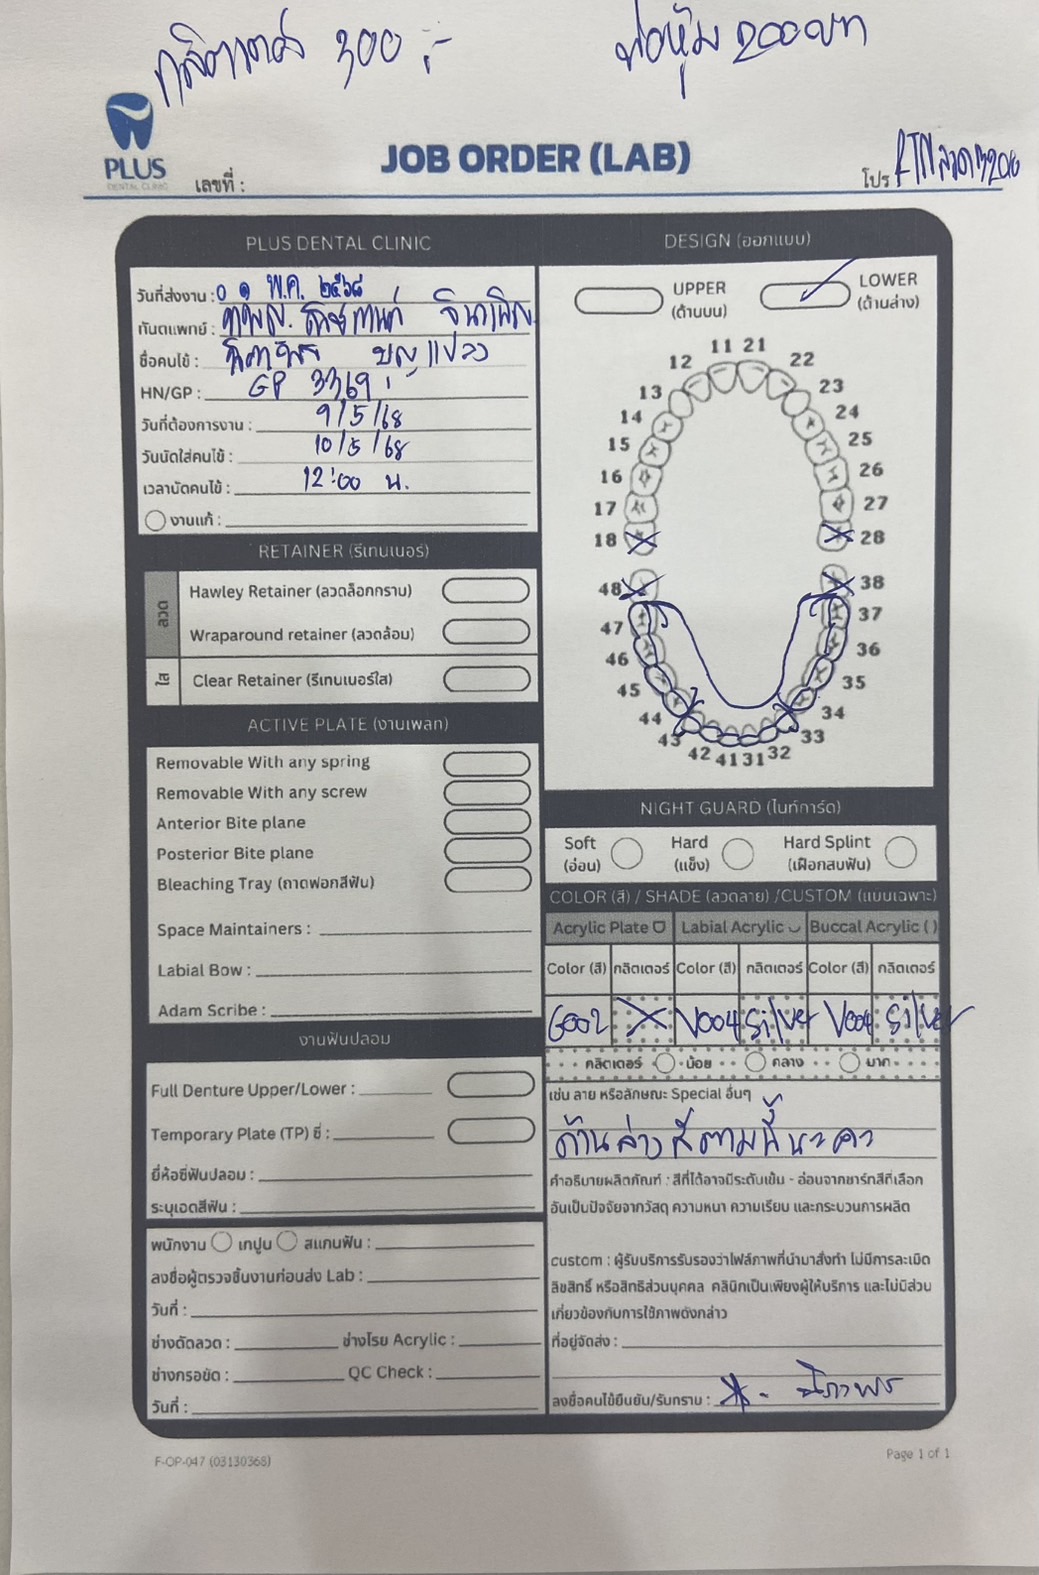 กลิตเตอร์ 300 :-
ท่อหุ้ม 200 บาท
PLUS
DENTAL CLINIC
JOB ORDER (LAB)
เลขที่ :
โปร RTN ลวด 3200
PLUS DENTAL CLINIC
วันที่ส่งงาน : 0 ๑ พ.ค. ๒๕๖๘
ทันตแพทย์ : ทพญ.
ชื่อคนไข้ :
HN/GP : GP 3369
วันที่ต้องการงาน : 9/5/68
วันนัดใส่คนไข้ : 10/5/68
เวลานัดคนไข้ : 12:00 น.
งานแก้ :
RETAINER (รีเทนเนอร์)
ลวด
Hawley Retainer (ลวดล็อกกราม)
Wraparound retainer (ลวดล้อม)
ใส
Clear Retainer (รีเทนเนอร์ใส)
ACTIVE PLATE (งานเพลท)
Removable With any spring
Removable With any screw
Anterior Bite plane
Posterior Bite plane
Bleaching Tray (ถาดฟอกสีฟัน)
Space Maintainers :
Labial Bow :
Adam Scribe :
งานฟันปลอม
Full Denture Upper/Lower :
Temporary Plate (TP) ซี่ :
ยี่ห้อซี่ฟันปลอม :
ระบุเฉดสีฟัน :
พนักงาน เทปูน สแกนฟัน :
ลงชื่อผู้ตรวจชิ้นงานก่อนส่ง Lab :
วันที่ :
ช่างดัดลวด : ช่างโรย Acrylic :
ช่างกรอขัด : QC Check :
วันที่ :
DESIGN (ออกแบบ)
UPPER (ด้านบน)
LOWER (ด้านล่าง)
11 21
12 22
13 23
14 24
15 25
16 26
17 27
18 28
48 38
47 37
46 36
45 35
44 34
43 33
42 41 31 32
NIGHT GUARD (ไนท์การ์ด)
Soft (อ่อน) Hard (แข็ง) Hard Splint (เฝือกสบฟัน)
COLOR (สี) / SHADE (ลวดลาย) /CUSTOM (แบบเฉพาะ)
Acrylic Plate Labial Acrylic Buccal Acrylic ( )
Color (สี) กลิตเตอร์ Color (สี) กลิตเตอร์ Color (สี) กลิตเตอร์
G002 X V004 Silver V004 Silver
กลิตเตอร์ น้อย กลาง มาก
เช่น ลาย หรือลักษณะ Special อื่นๆ
ด้านล่างสีตามนี้นะคะ
คำอธิบายผลิตภัณฑ์ : สีที่ได้อาจมีระดับเข้ม - อ่อนจากชาร์ทสีที่เลือก
อันเป็นปัจจัยจากวัสดุ ความหนา ความเรียบ และกระบวนการผลิต
custom : ผู้รับบริการรับรองว่าไฟล์ภาพที่นำมาสั่งทำ ไม่มีการละเมิด
ลิขสิทธิ์ หรือสิทธิส่วนบุคคล คลินิกเป็นเพียงผู้ให้บริการ และไม่มีส่วน
เกี่ยวข้องกับการใช้ภาพดังกล่าว
ที่อยู่จัดส่ง :
ลงชื่อคนไข้ยืนยัน/รับทราบ :
F-OP-047 (03130368)
Page 1 of 1